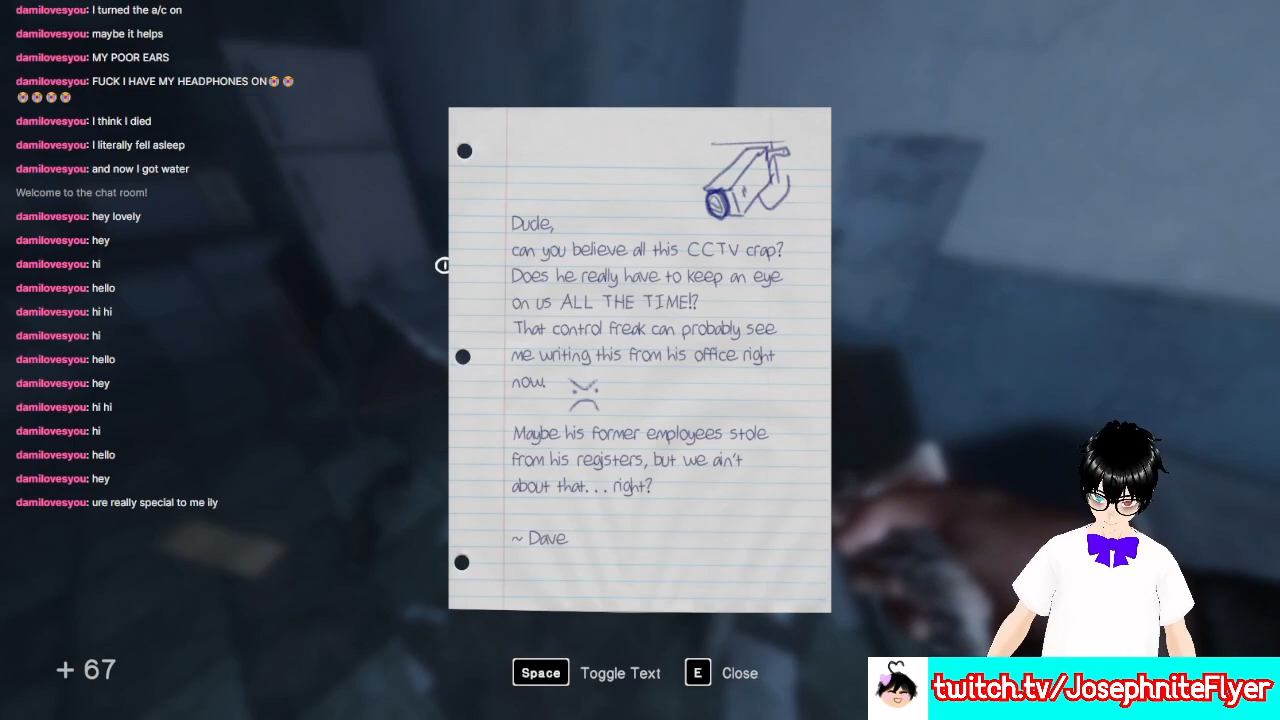 damilovesyou: I turned the a/c on
damilovesyou: maybe it helps
damilovesyou: MY POOR EARS
damilovesyou: FUCK I HAVE MY HEADPHONES ON😭😭
😭😭😭😭
damilovesyou: I think I died
damilovesyou: I literally fell asleep
damilovesyou: and now I got water
Welcome to the chat room!
damilovesyou: hey lovely
damilovesyou: hey
damilovesyou: hi
damilovesyou: hello
damilovesyou: hi hi
damilovesyou: hi
damilovesyou: hello
damilovesyou: hey
damilovesyou: hi hi
damilovesyou: hi
damilovesyou: hello
damilovesyou: hey
damilovesyou: ure really special to me ily
Dude,
can you believe all this CCTV crap?
Does he really have to keep an eye
on us ALL THE TIME!?
That control freak can probably see
me writing this from his office right
now.
Maybe his former employees stole
from his registers, but we ain't
about that... right?
~ Dave
+ 67
Space Toggle Text E Close
twitch.tv/JosephniteFlyer